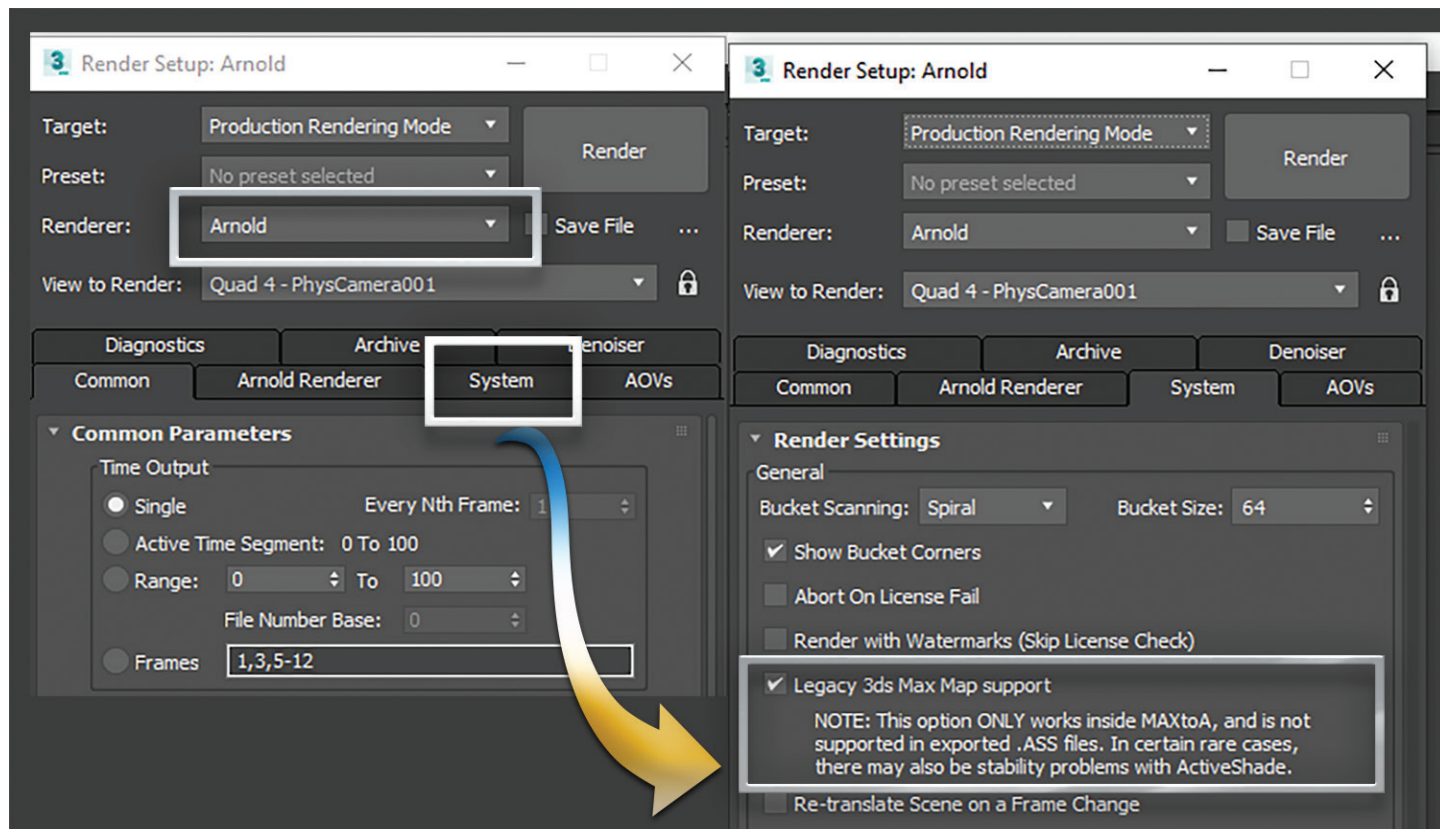 Render Setup: Arnold
Target: Production Rendering Mode
Render
Preset: No preset selected
Renderer: Arnold
Save File ...
View to Render: Quad 4 - PhysCamera001
Diagnostics Archive Denoiser
Common Arnold Renderer System AOVs
Common Parameters
Time Output
Single Every Nth Frame: 1
Active Time Segment: 0 To 100
Range: 0 To 100
File Number Base: 0
Frames 1,3,5-12
Render Setup: Arnold
Target: Production Rendering Mode
Render
Preset: No preset selected
Renderer: Arnold
Save File ...
View to Render: Quad 4 - PhysCamera001
Diagnostics Archive Denoiser
Common Arnold Renderer System AOVs
Render Settings
General
Bucket Scanning: Spiral Bucket Size: 64
Show Bucket Corners
Abort On License Fail
Render with Watermarks (Skip License Check)
Legacy 3ds Max Map support
NOTE: This option ONLY works inside MAXtoA, and is not
supported in exported .ASS files. In certain rare cases,
there may also be stability problems with ActiveShade.
Re-translate Scene on a Frame Change